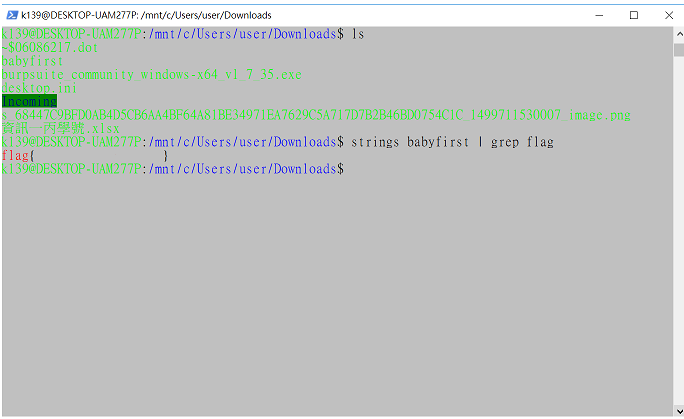 k139@DESKTOP-UAM277P: /mnt/c/Users/user/Downloads
k139@DESKTOP-UAM277P:/mnt/c/Users/user/Downloads$ ls
~$06086217.dot
babyfirst
burpsuite_community_windows-x64_v1_7_35.exe
desktop.ini
Incoming
s_68447C9BFD0AB4D5CB6AA4BF64A81BE34971EA7629C5A717D7B2B46BD0754C1C_1499711530007_image.png
資訊一丙學號.xlsx
k139@DESKTOP-UAM277P:/mnt/c/Users/user/Downloads$ strings babyfirst | grep flag
flag{ }
k139@DESKTOP-UAM277P:/mnt/c/Users/user/Downloads$